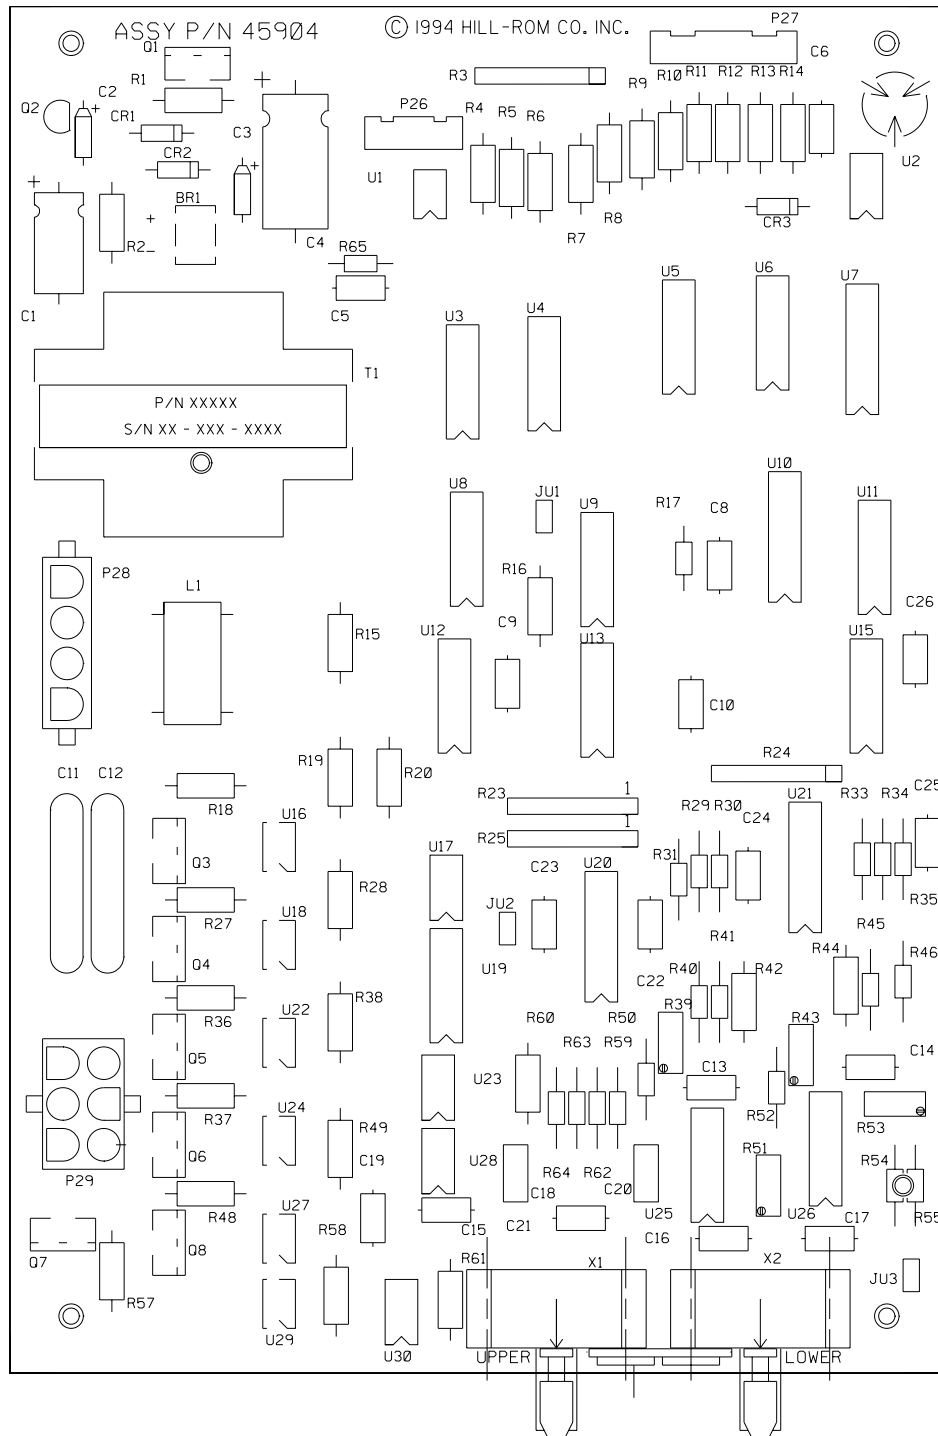 ASSY P/N 45904
© 1994 HILL-ROM CO. INC.
P27
Q1
C6
R3
R9
R10
R11
R12
R13
R14
R1
C2
Q2
+
+
CR1
C3
P26
R4
R5
R6
CR2
+
U1
U2
+
BR1
+
R2
-
C4
R65
R7
R8
CR3
C1
C5
U5
U6
U7
U3
U4
T1
P/N XXXXX
S/N XX - XXX - XXXX
U8
JU1
U9
R17
C8
U10
U11
P28
L1
R16
C26
R15
U12
C9
U13
U15
C10
C11
C12
R19
R20
R24
R18
R23
1
R29
R30
U21
R33
R34
C25
U16
R25
1
C24
Q3
U17
C23
U20
R31
R28
R27
U18
JU2
R35
R45
Q4
U19
R41
R44
R46
C22
R40
R42
R36
U22
R38
R60
R50
R39
R43
Q5
R63
R59
C14
U23
C13
R37
U24
R49
R52
R53
Q6
C19
U28
R51
R54
P29
R64
R62
C18
C20
R48
U27
R58
C15
C21
U25
C16
U26
C17
R55
Q7
Q8
R61
X1
X2
JU3
R57
U29
U30
UPPER
LOWER